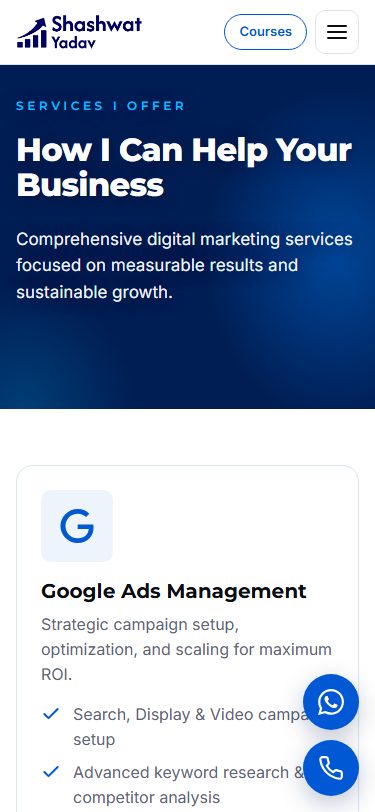 Shashwat
Yadav
Courses
SERVICES I OFFER
How I Can Help Your
Business
Comprehensive digital marketing services
focused on measurable results and
sustainable growth.
Google Ads Management
Strategic campaign setup,
optimization, and scaling for maximum
ROI.
Search, Display & Video
setup
Advanced keyword research &
competitor analysis